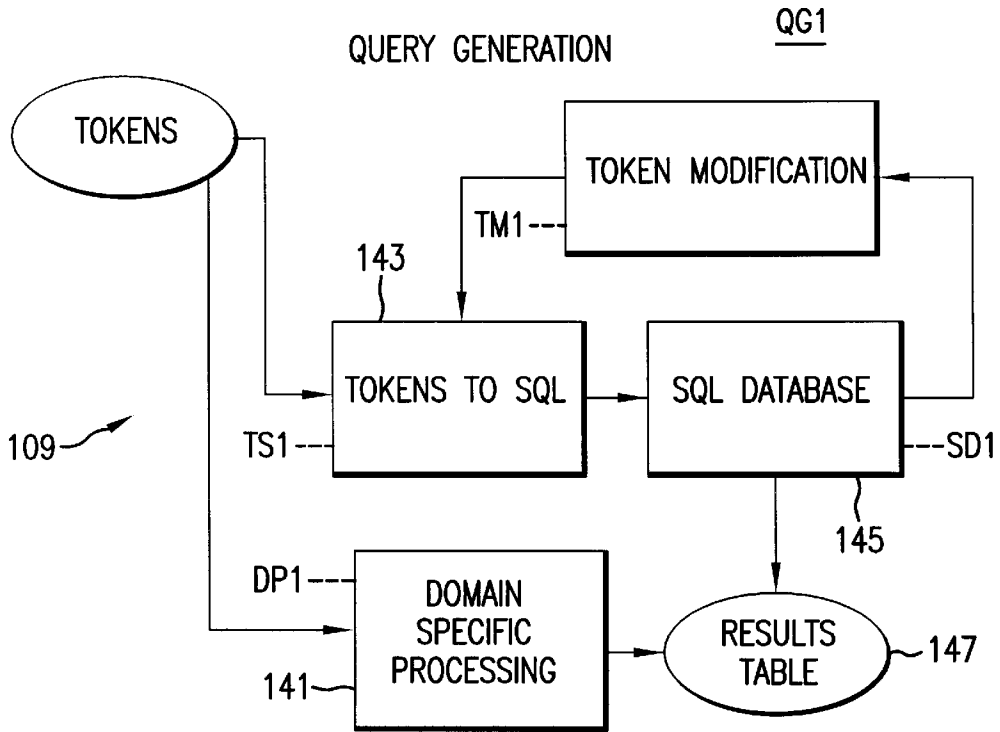 QG1
QUERY GENERATION
TOKENS
TOKEN MODIFICATION
TM1
143
TOKENS TO SQL
SQL DATABASE
109
TS1
SD1
145
DP1
DOMAIN
SPECIFIC
PROCESSING
RESULTS
TABLE
147
141